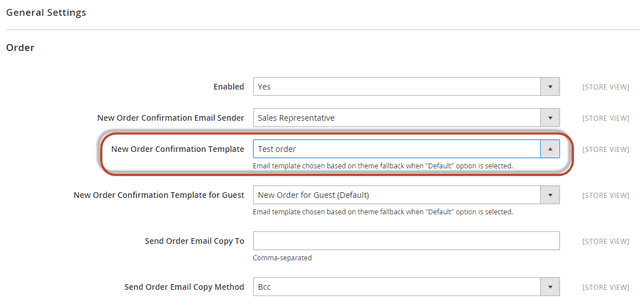 General Settings
Order
Enabled Yes [STORE VIEW]
New Order Confirmation Email Sender Sales Representative [STORE VIEW]
New Order Confirmation Template Test order [STORE VIEW]
Email template chosen based on theme fallback when "Default" option is selected.
New Order Confirmation Template for Guest New Order for Guest (Default) [STORE VIEW]
Email template chosen based on theme fallback when "Default" option is selected.
Send Order Email Copy To [STORE VIEW]
Comma-separated
Send Order Email Copy Method Bcc [STORE VIEW]